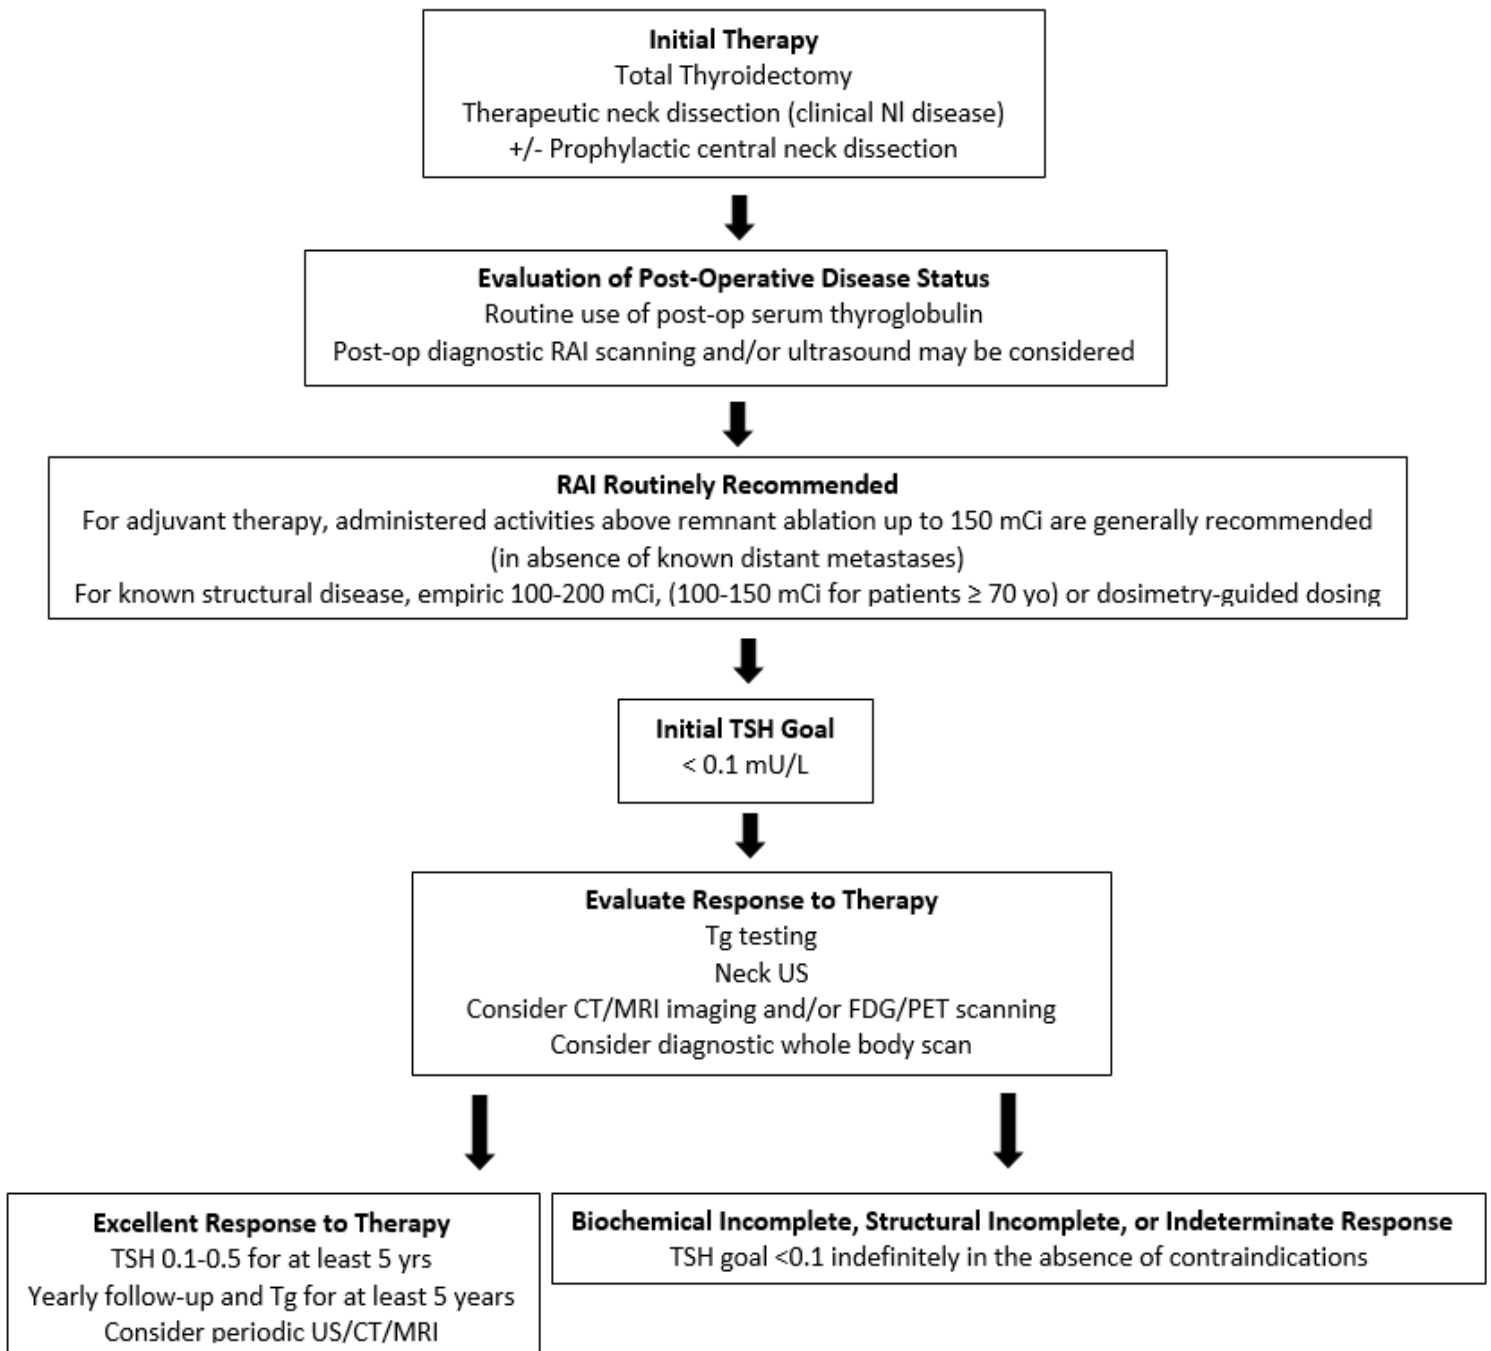 Initial Therapy
Total Thyroidectomy
Therapeutic neck dissection (clinical Nl disease)
+/- Prophylactic central neck dissection
Evaluation of Post-Operative Disease Status
Routine use of post-op serum thyroglobulin
Post-op diagnostic RAI scanning and/or ultrasound may be considered
RAI Routinely Recommended
For adjuvant therapy, administered activities above remnant ablation up to 150 mCi are generally recommended
(in absence of known distant metastases)
For known structural disease, empiric 100-200 mCi, (100-150 mCi for patients ≥ 70 yo) or dosimetry-guided dosing
Initial TSH Goal
< 0.1 mU/L
Evaluate Response to Therapy
Tg testing
Neck US
Consider CT/MRI imaging and/or FDG/PET scanning
Consider diagnostic whole body scan
Excellent Response to Therapy
TSH 0.1-0.5 for at least 5 yrs
Yearly follow-up and Tg for at least 5 years
Consider periodic US/CT/MRI
Biochemical Incomplete, Structural Incomplete, or Indeterminate Response
TSH goal <0.1 indefinitely in the absence of contraindications